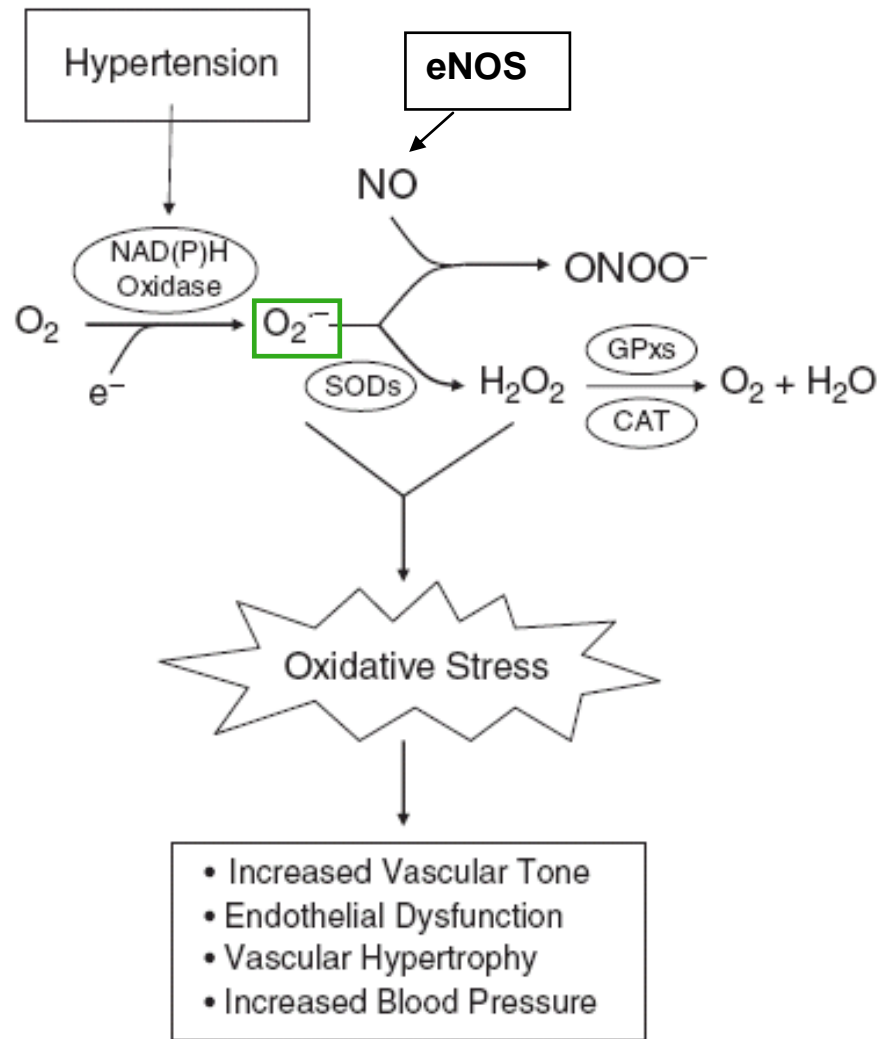 Hypertension
eNOS
NO
NAD(P)H
Oxidase
ONOO⁻
O₂
O₂·⁻
GPxs
e⁻
SODs
H₂O₂
O₂ + H₂O
CAT
Oxidative Stress
• Increased Vascular Tone
• Endothelial Dysfunction
• Vascular Hypertrophy
• Increased Blood Pressure